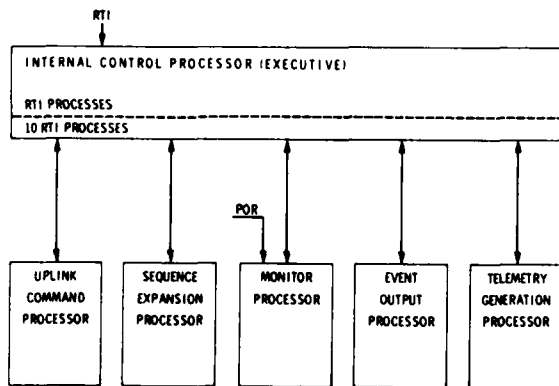 RTI
INTERNAL CONTROL PROCESSOR (EXECUTIVE)
RTI PROCESSES
10 RTI PROCESSES
POR
UPLINK
COMMAND
PROCESSOR
SEQUENCE
EXPANSION
PROCESSOR
MONITOR
PROCESSOR
EVENT
OUTPUT
PROCESSOR
TELEMETRY
GENERATION
PROCESSOR